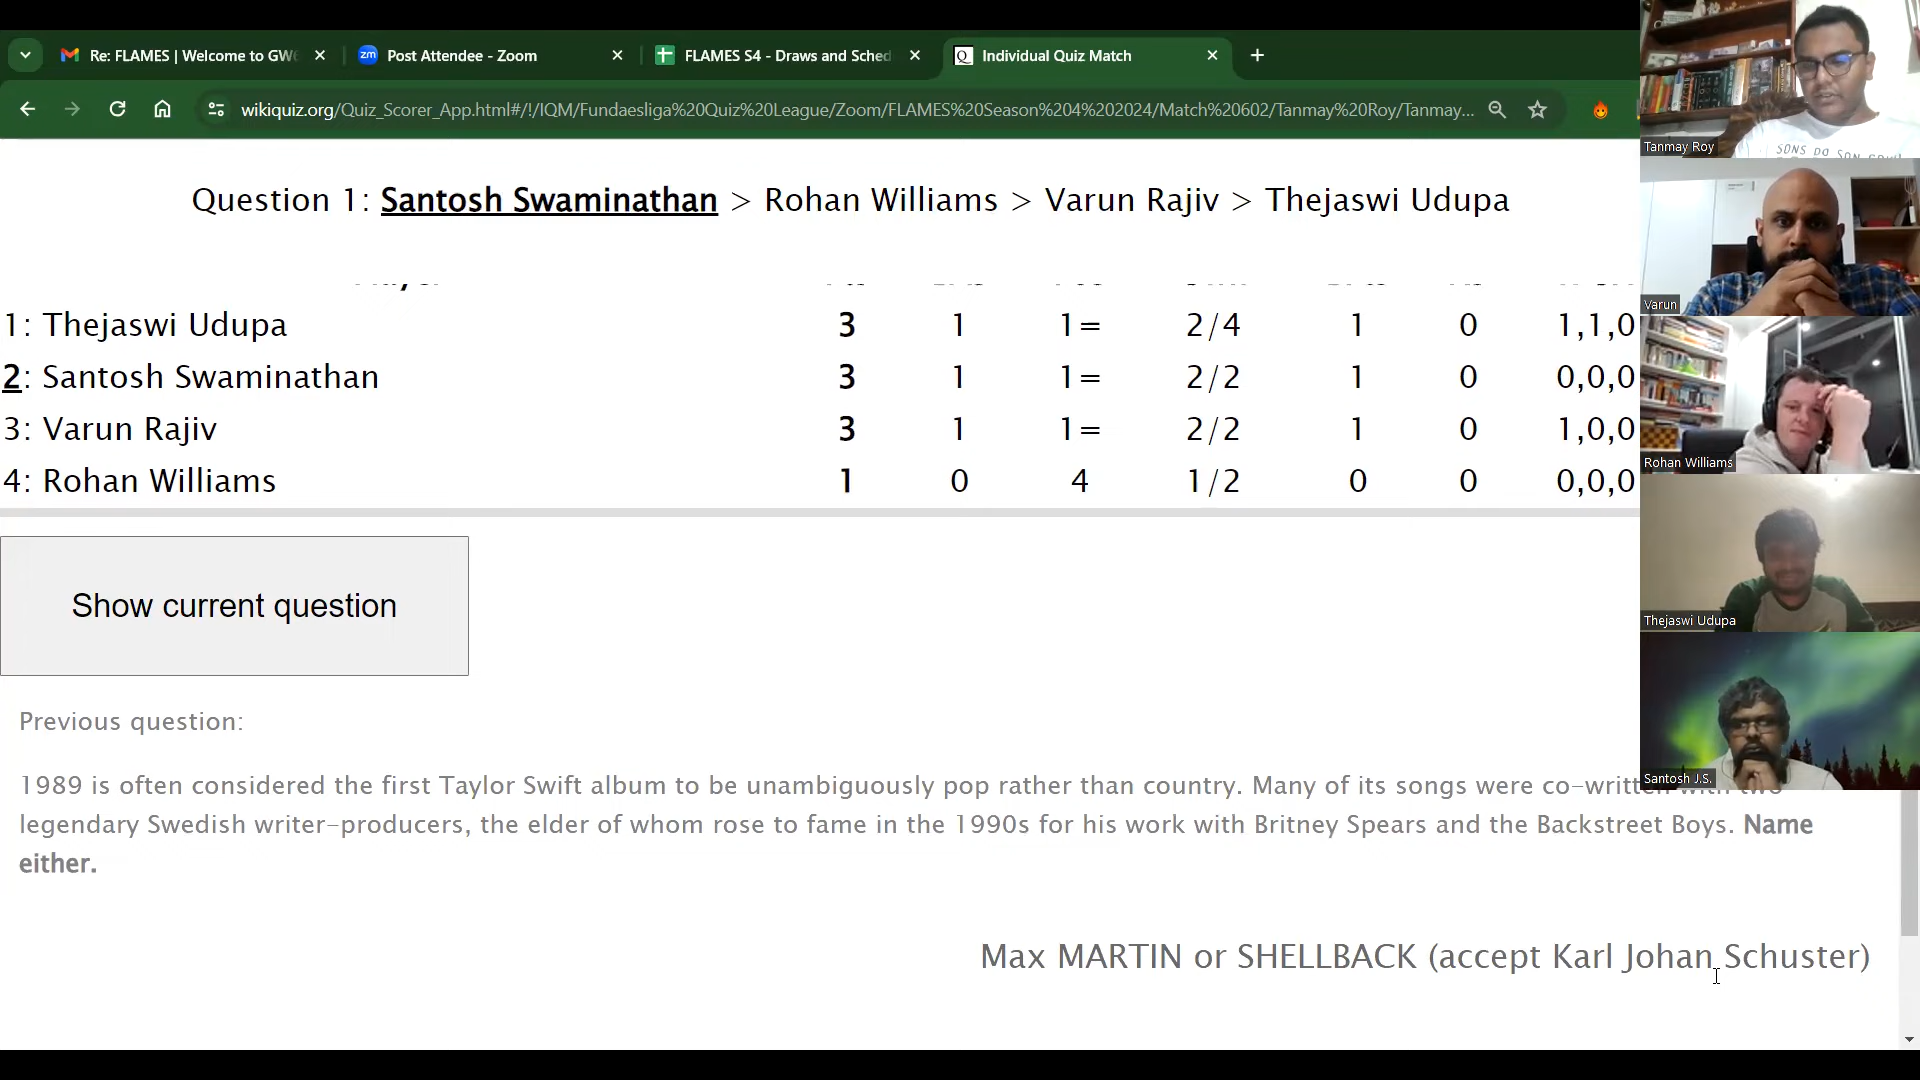 Re: FLAMES | Welcome to GW6
Post Attendee - Zoom
FLAMES S4 - Draws and Sched
Individual Quiz Match
wikiquiz.org/Quiz_Scorer_App.html#/!/IQM/Fundaesliga%20Quiz%20League/Zoom/FLAMES%20Season%204%202024/Match%20602/Tanmay%20Roy/Tanmay...
Question 1: Santosh Swaminathan > Rohan Williams > Varun Rajiv > Thejaswi Udupa
1: Thejaswi Udupa 3 1 1= 2/4 1 0 1,1,0
2: Santosh Swaminathan 3 1 1= 2/2 1 0 0,0,0
3: Varun Rajiv 3 1 1= 2/2 1 0 1,0,0
4: Rohan Williams 1 0 4 1/2 0 0 0,0,0
Show current question
Previous question:
1989 is often considered the first Taylor Swift album to be unambiguously pop rather than country. Many of its songs were co-written with two
legendary Swedish writer-producers, the elder of whom rose to fame in the 1990s for his work with Britney Spears and the Backstreet Boys. Name
either.
Max MARTIN or SHELLBACK (accept Karl Johan Schuster)
Tanmay Roy
SONS DO SON
Varun
Rohan Williams
Thejaswi Udupa
Santosh J.S.